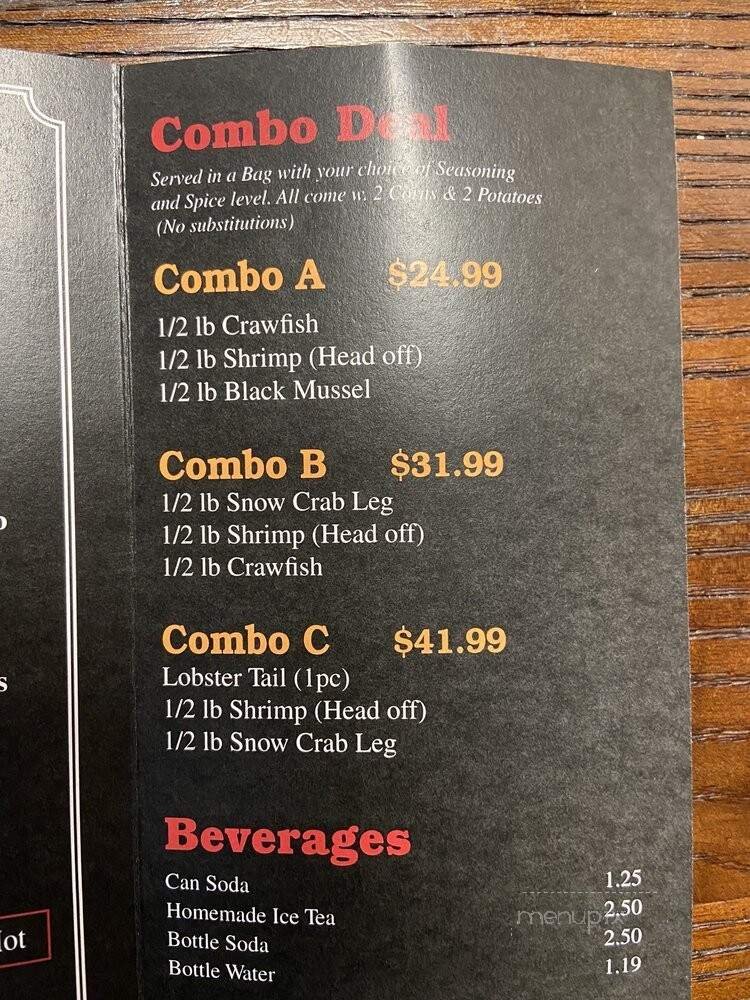 Combo Deal
Served in a Bag with your choice of Seasoning
and Spice level. All come w. 2 Corns & 2 Potatoes
(No substitutions)
Combo A $24.99
1/2 lb Crawfish
1/2 lb Shrimp (Head off)
1/2 lb Black Mussel
Combo B $31.99
1/2 lb Snow Crab Leg
1/2 lb Shrimp (Head off)
1/2 lb Crawfish
Combo C $41.99
Lobster Tail (1pc)
1/2 lb Shrimp (Head off)
1/2 lb Snow Crab Leg
Beverages
Can Soda 1.25
Homemade Ice Tea 2.50
Bottle Soda 2.50
Bottle Water 1.19